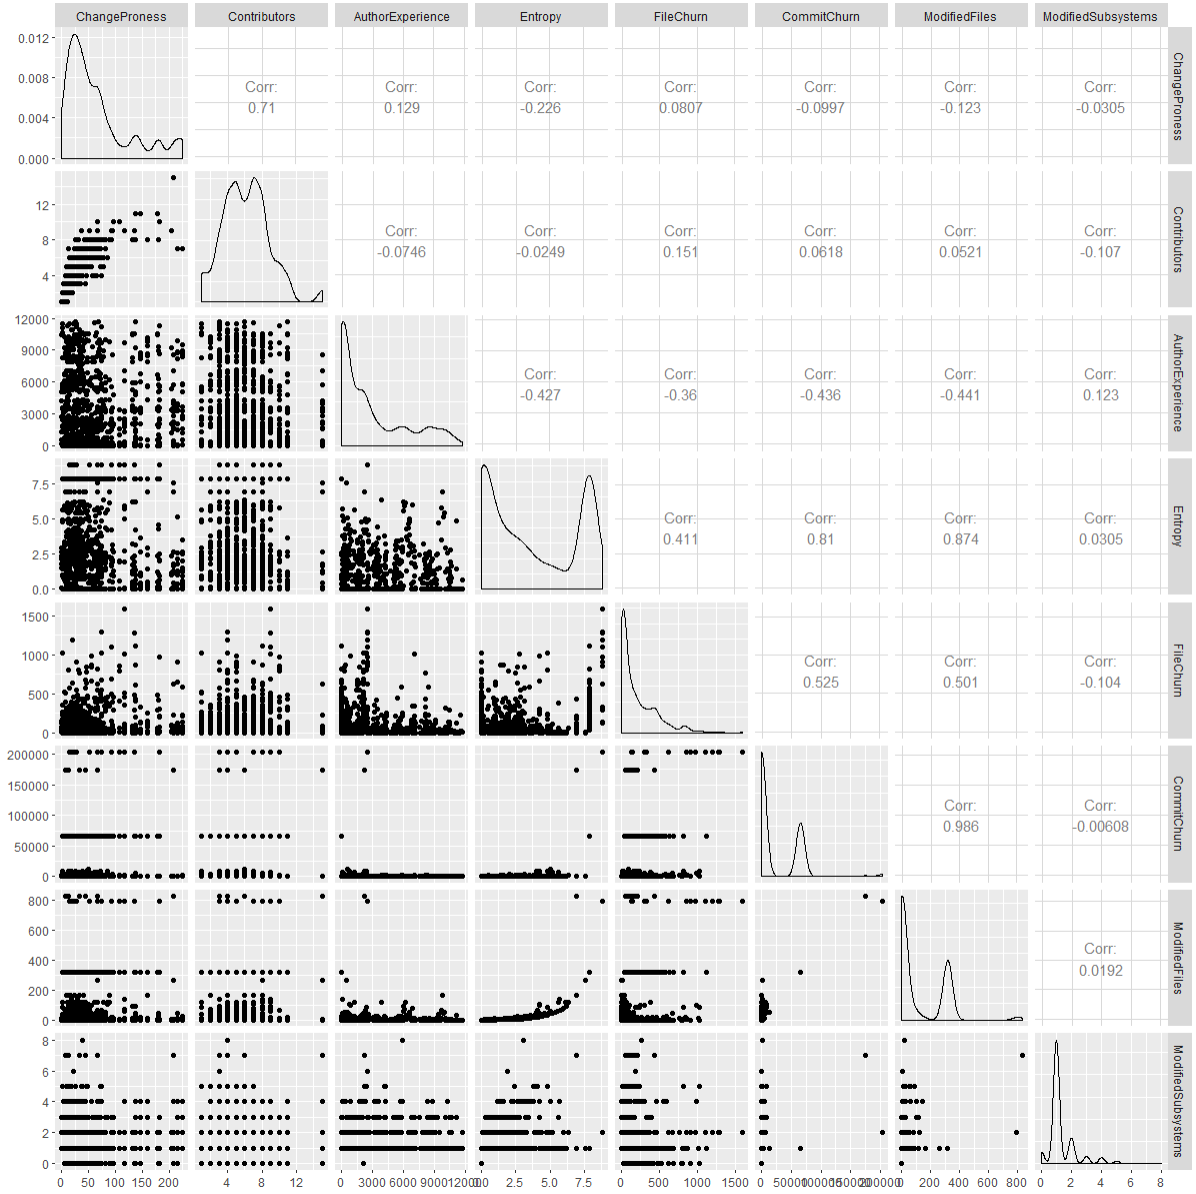 ChangeProness Contributors AuthorExperience Entropy FileChurn CommitChurn ModifiedFiles ModifiedSubsystems
0.012
0.008
0.004
0.000
Corr:
0.71
Corr:
0.129
Corr:
-0.226
Corr:
0.0807
Corr:
-0.0997
Corr:
-0.123
Corr:
-0.0305
ChangeProness
12
8
4
Corr:
-0.0746
Corr:
-0.0249
Corr:
0.151
Corr:
0.0618
Corr:
0.0521
Corr:
-0.107
Contributors
12000
9000
6000
3000
0
Corr:
-0.427
Corr:
-0.36
Corr:
-0.436
Corr:
-0.441
Corr:
0.123
AuthorExperience
7.5
5.0
2.5
0.0
Corr:
0.411
Corr:
0.81
Corr:
0.874
Corr:
0.0305
Entropy
1500
1000
500
0
Corr:
0.525
Corr:
0.501
Corr:
-0.104
FileChurn
200000
150000
100000
50000
0
Corr:
0.986
Corr:
-0.00608
CommitChurn
800
600
400
200
0
Corr:
0.0192
ModifiedFiles
8
6
4
2
0
ModifiedSubsystems
0 50 100 150 200
4 8 12
0 3000 6000 9000 12000
0.0 2.5 5.0 7.5
0 500 1000 1500
0 50000 100000 150000 200000
0 200 400 600 800
0 2 4 6 8